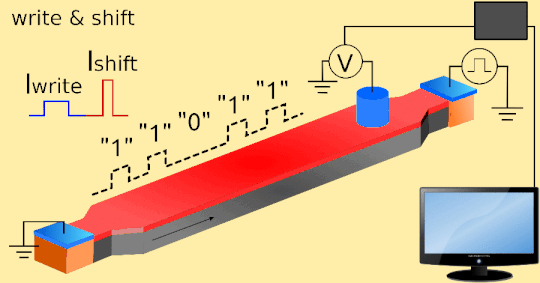 write & shift
Ishift
Iwrite
"1" "1" "0" "1" "1"
V